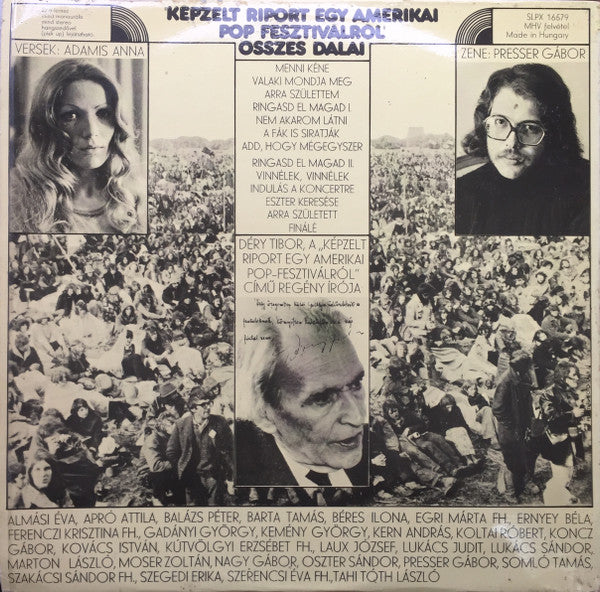 'KÉPZELT RIPORT EGY AMERIKAI
POP FESZTIVÁLRÓL'
ÖSSZES DALAI
SLPX 16679
MHV felvétel
Made in Hungary
VERSEK: ADAMIS ANNA
ZENE: PRESSER GÁBOR
MENNI KÉNE
VALAKI MONDJA MEG
ARRA SZÜLETTEM
RINGASD EL MAGAD I.
NEM AKAROM LÁTNI
A FÁK IS SIRATJÁK
ADD, HOGY MÉGEGYSZER
RINGASD EL MAGAD II.
VINNÉLEK, VINNÉLEK
INDULÁS A KONCERTRE
ESZTER KERESÉSE
ARRA SZÜLETETT
FINÁLÉ
DÉRY TIBOR, A „KÉPZELT
RIPORT EGY AMERIKAI
POP-FESZTIVÁLRÓL"
CÍMŰ REGÉNY ÍRÓJA
ALMÁSI ÉVA, APRÓ ATTILA, BALÁZS PÉTER, BARTA TAMÁS, BÉRES ILONA, EGRI MÁRTA FH., ERNYEY BÉLA,
FERENCZI KRISZTINA FH., GADÁNYI GYÖRGY, KEMÉNY GYÖRGY, KERN ANDRÁS, KOLTAI RÓBERT, KONCZ
GÁBOR, KOVÁCS ISTVÁN, KÚTVÖLGYI ERZSÉBET FH., LAUX JÓZSEF, LUKÁCS JUDIT, LUKÁCS SÁNDOR,
MARTON LÁSZLÓ, MOSER ZOLTÁN, NAGY GÁBOR, OSZTER SÁNDOR, PRESSER GÁBOR, SOMLÓ TAMÁS,
SZAKÁCSI SÁNDOR FH., SZEGEDI ERIKA, SZERENCSI ÉVA FH., TAHI TÓTH LÁSZLÓ